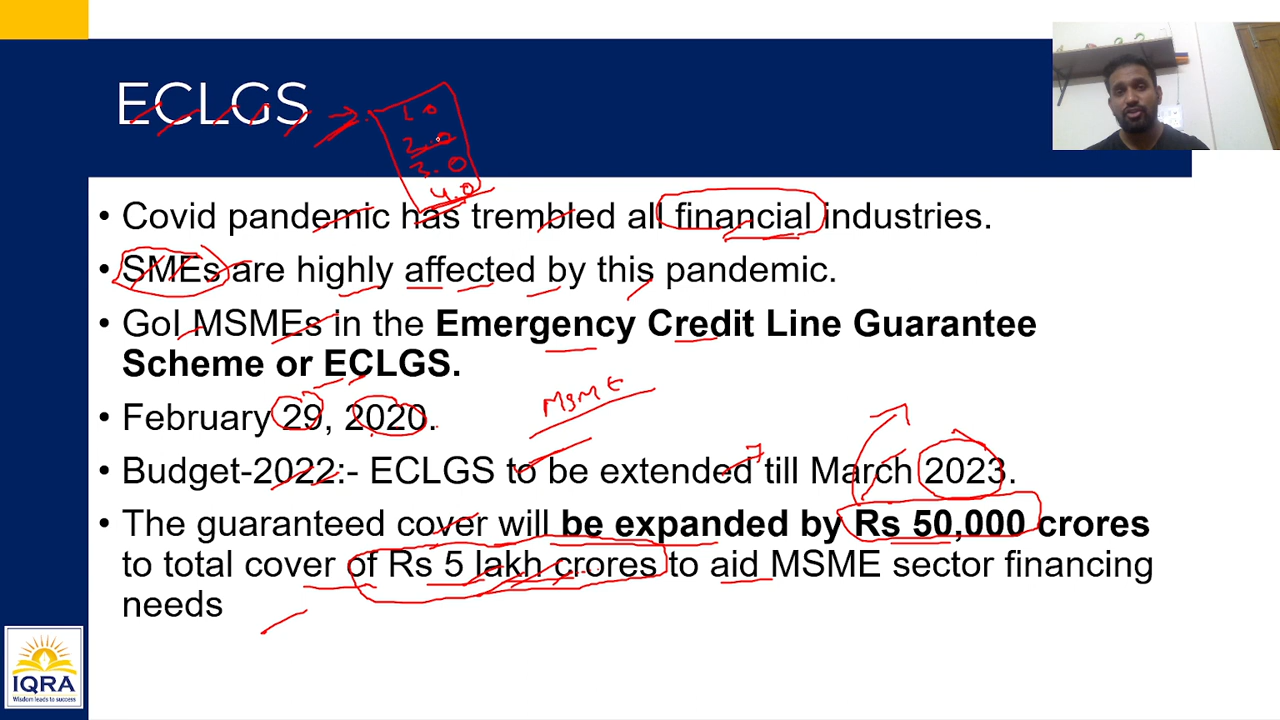 ECLGS
1.0
2.0
3.0
4.0
• Covid pandemic has trembled all financial industries.
• SMEs are highly affected by this pandemic.
• GoI MSMEs in the Emergency Credit Line Guarantee
Scheme or ECLGS.
MSME
• February 29, 2020.
• Budget-2022:- ECLGS to be extended till March 2023.
• The guaranteed cover will be expanded by Rs 50,000 crores
to total cover of Rs 5 lakh crores to aid MSME sector financing
needs
IQRA
Wisdom leads to success